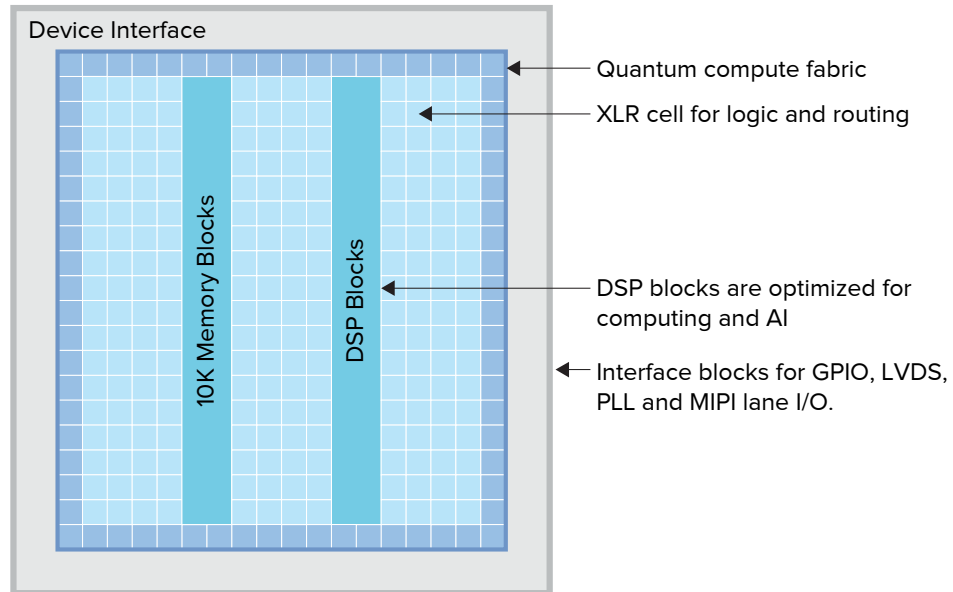 Device Interface
Quantum compute fabric
XLR cell for logic and routing
10K Memory Blocks
DSP Blocks
DSP blocks are optimized for
computing and AI
Interface blocks for GPIO, LVDS,
PLL and MIPI lane I/O.